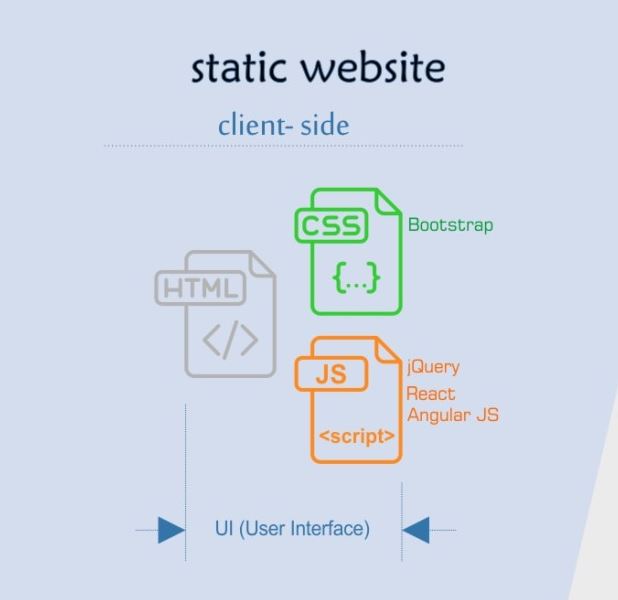 static website
client- side
CSS
Bootstrap
{...}
HTML
</>
JS
jQuery
React
Angular JS
<script>
UI (User Interface)